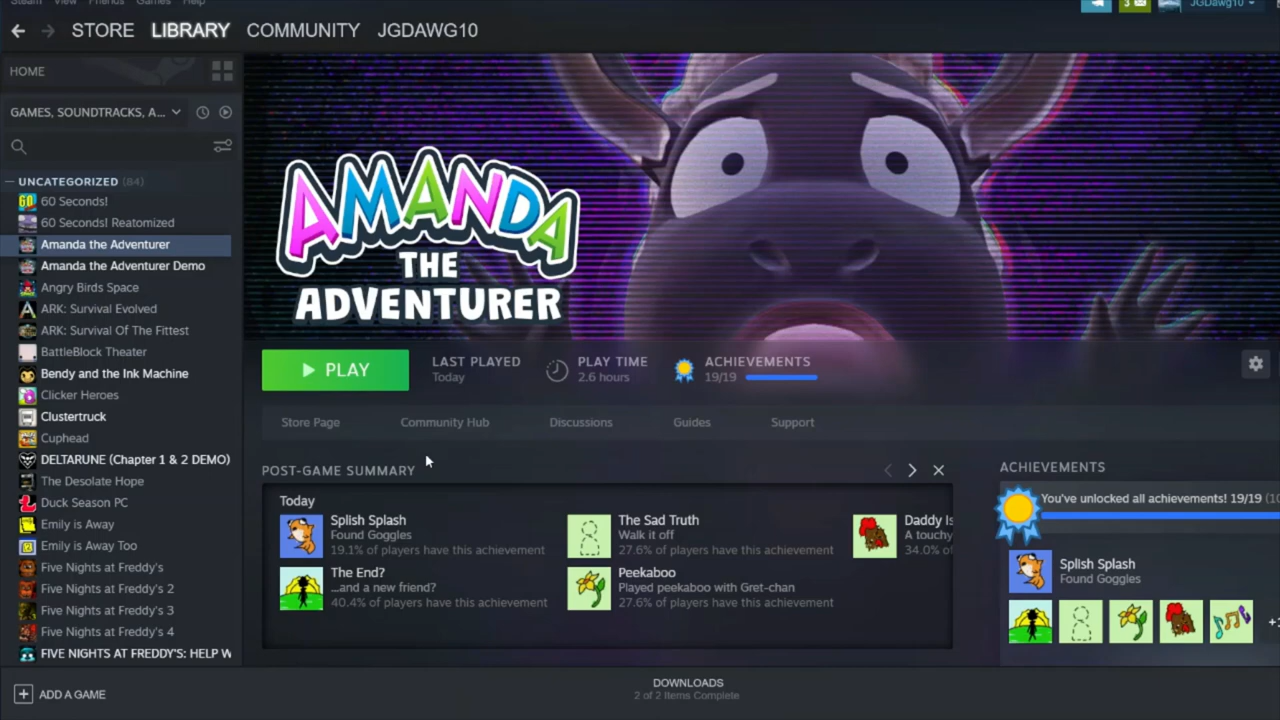 Steam View Friends Games Help
3
JGDawg10
STORE LIBRARY COMMUNITY JGDAWG10
HOME
GAMES, SOUNDTRACKS, A...
UNCATEGORIZED (84)
60 Seconds!
60 Seconds! Reatomized
Amanda the Adventurer
Amanda the Adventurer Demo
Angry Birds Space
ARK: Survival Evolved
ARK: Survival Of The Fittest
BattleBlock Theater
Bendy and the Ink Machine
Clicker Heroes
Clustertruck
Cuphead
DELTARUNE (Chapter 1 & 2 DEMO)
The Desolate Hope
Duck Season PC
Emily is Away
Emily is Away Too
Five Nights at Freddy's
Five Nights at Freddy's 2
Five Nights at Freddy's 3
Five Nights at Freddy's 4
FIVE NIGHTS AT FREDDY'S: HELP W
ADD A GAME
AMANDA
THE
ADVENTURER
PLAY
LAST PLAYED
Today
PLAY TIME
2.6 hours
ACHIEVEMENTS
19/19
Store Page Community Hub Discussions Guides Support
POST-GAME SUMMARY
Today
Splish Splash
Found Goggles
19.1% of players have this achievement
The Sad Truth
Walk it off
27.6% of players have this achievement
Daddy Is
A touchy
34.0% of
The End?
...and a new friend?
40.4% of players have this achievement
Peekaboo
Played peekaboo with Gret-chan
27.6% of players have this achievement
ACHIEVEMENTS
You've unlocked all achievements! 19/19 (10
Splish Splash
Found Goggles
DOWNLOADS
2 of 2 Items Complete